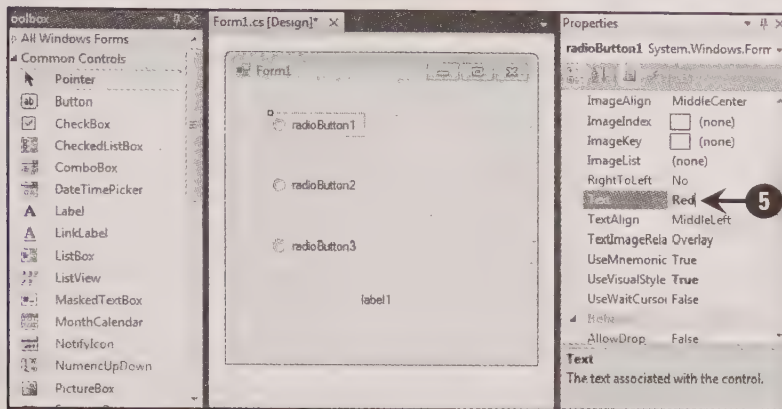 oolbox
All Windows Forms
Common Controls
Pointer
Button
CheckBox
CheckedListBox
ComboBox
DateTimePicker
A Label
A LinkLabel
ListBox
ListView
MaskedTextBox
MonthCalendar
NotifyIcon
NumericUpDown
PictureBox
Form1.cs [Design]*
Form1
radioButton1
radioButton2
radioButton3
label1
Properties
radioButton1 System.Windows.Form
ImageAlign MiddleCenter
ImageIndex (none)
ImageKey (none)
ImageList (none)
RightToLeft No
Text Red
5
TextAlign MiddleLeft
TextImageRela Overlay
UseMnemonic True
UseVisualStyle True
UseWaitCursor False
AllowDrop False
Text
The text associated with the control.